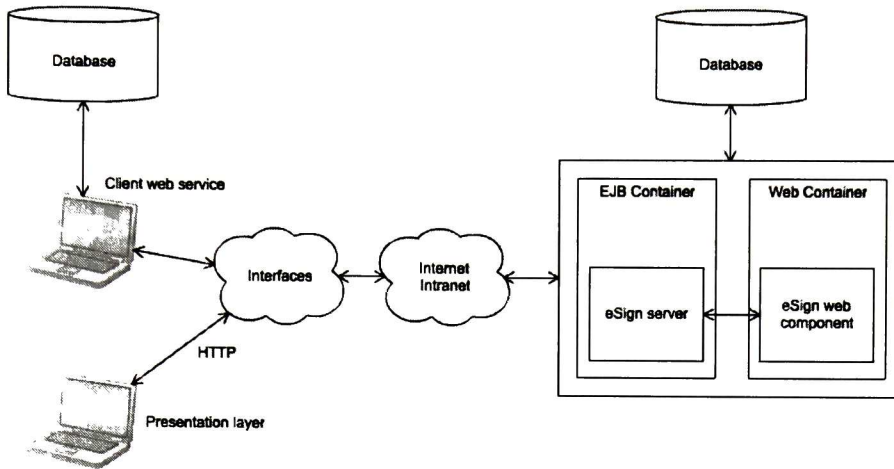 Database
Database
Client web service
EJB Container
Web Container
Interfaces
Internet
Intranet
eSign server
eSign web
component
HTTP
Presentation layer